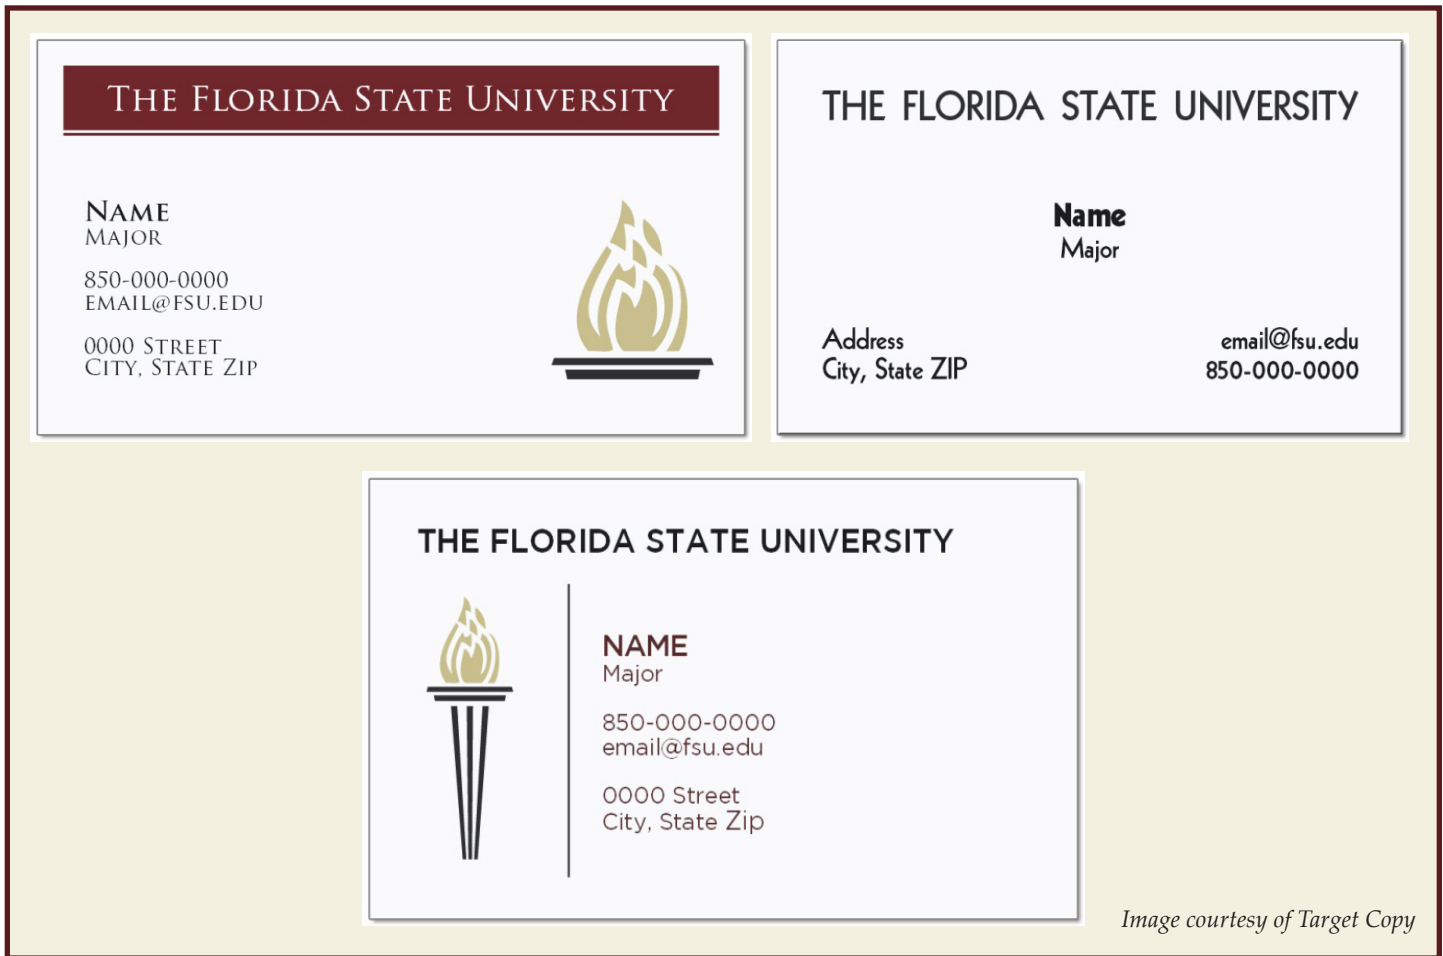 THE FLORIDA STATE UNIVERSITY
NAME
MAJOR
850-000-0000
EMAIL@FSU.EDU
0000 STREET
CITY, STATE ZIP
THE FLORIDA STATE UNIVERSITY
Name
Major
Address
City, State ZIP
email@fsu.edu
850-000-0000
THE FLORIDA STATE UNIVERSITY
NAME
Major
850-000-0000
email@fsu.edu
0000 Street
City, State Zip
Image courtesy of Target Copy